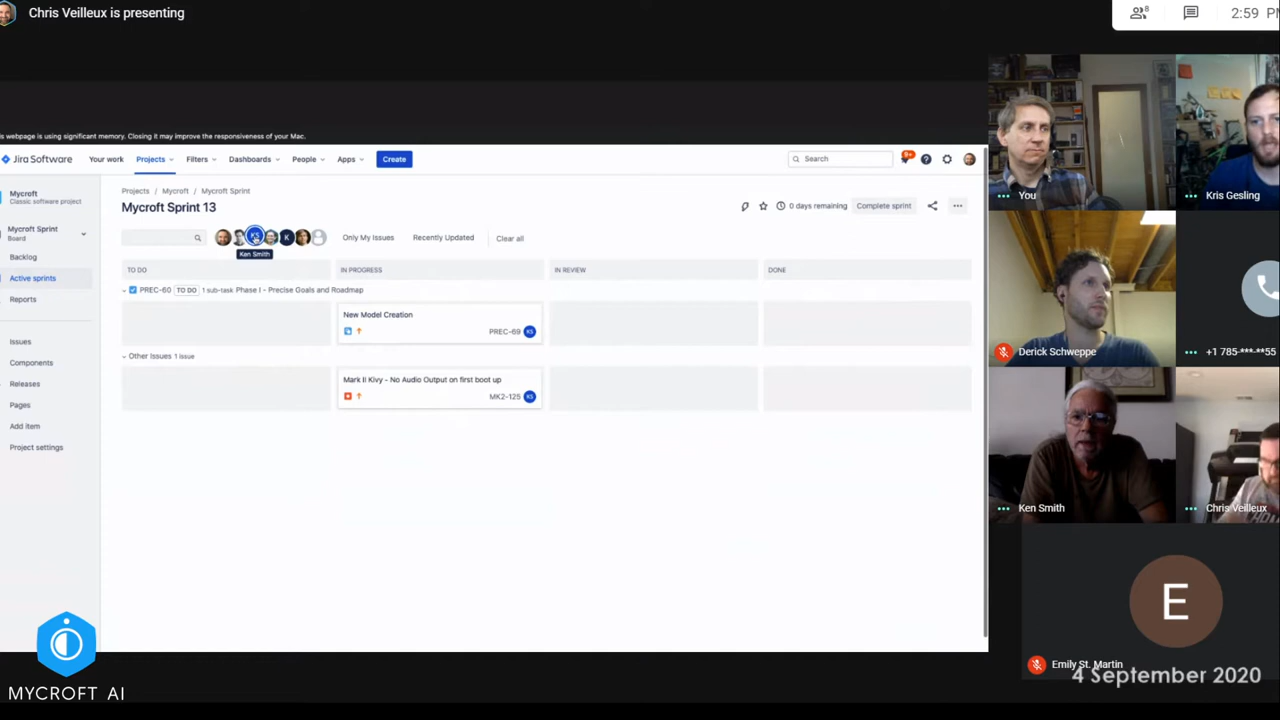 Chris Veilleux is presenting
8
2:59
is webpage is using significant memory. Closing it may improve the responsiveness of your Mac.
Jira Software
Your work
Projects
Filters
Dashboards
People
Apps
Create
Search
9+
Mycroft
Classic software project
Mycroft Sprint
Board
Backlog
Active sprints
Reports
Issues
Components
Releases
Pages
Add item
Project settings
Projects / Mycroft / Mycroft Sprint
Mycroft Sprint 13
0 days remaining
Complete sprint
K
Only My Issues
Recently Updated
Clear all
Ken Smith
TO DO
IN PROGRESS
IN REVIEW
DONE
PREC-60 TO DO 1 sub-task Phase I - Precise Goals and Roadmap
New Model Creation
PREC-69 KS
Other Issues 1 issue
Mark II Kivy - No Audio Output on first boot up
MK2-125 KS
You
Kris Gesling
Derick Schweppe
+1 785-***-**55
Ken Smith
Chris Veilleux
E
Emily St. Martin
4 September 2020
MYCROFT AI